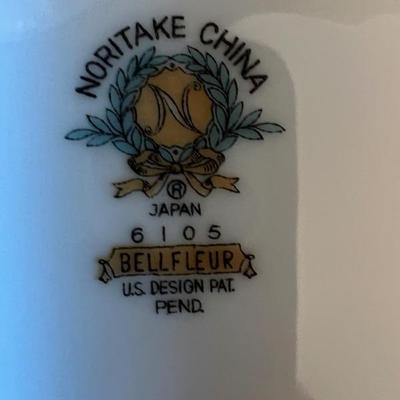 NORITAKE CHINA
N
®
JAPAN
6105
BELLFLEUR
U.S. DESIGN PAT.
PEND.